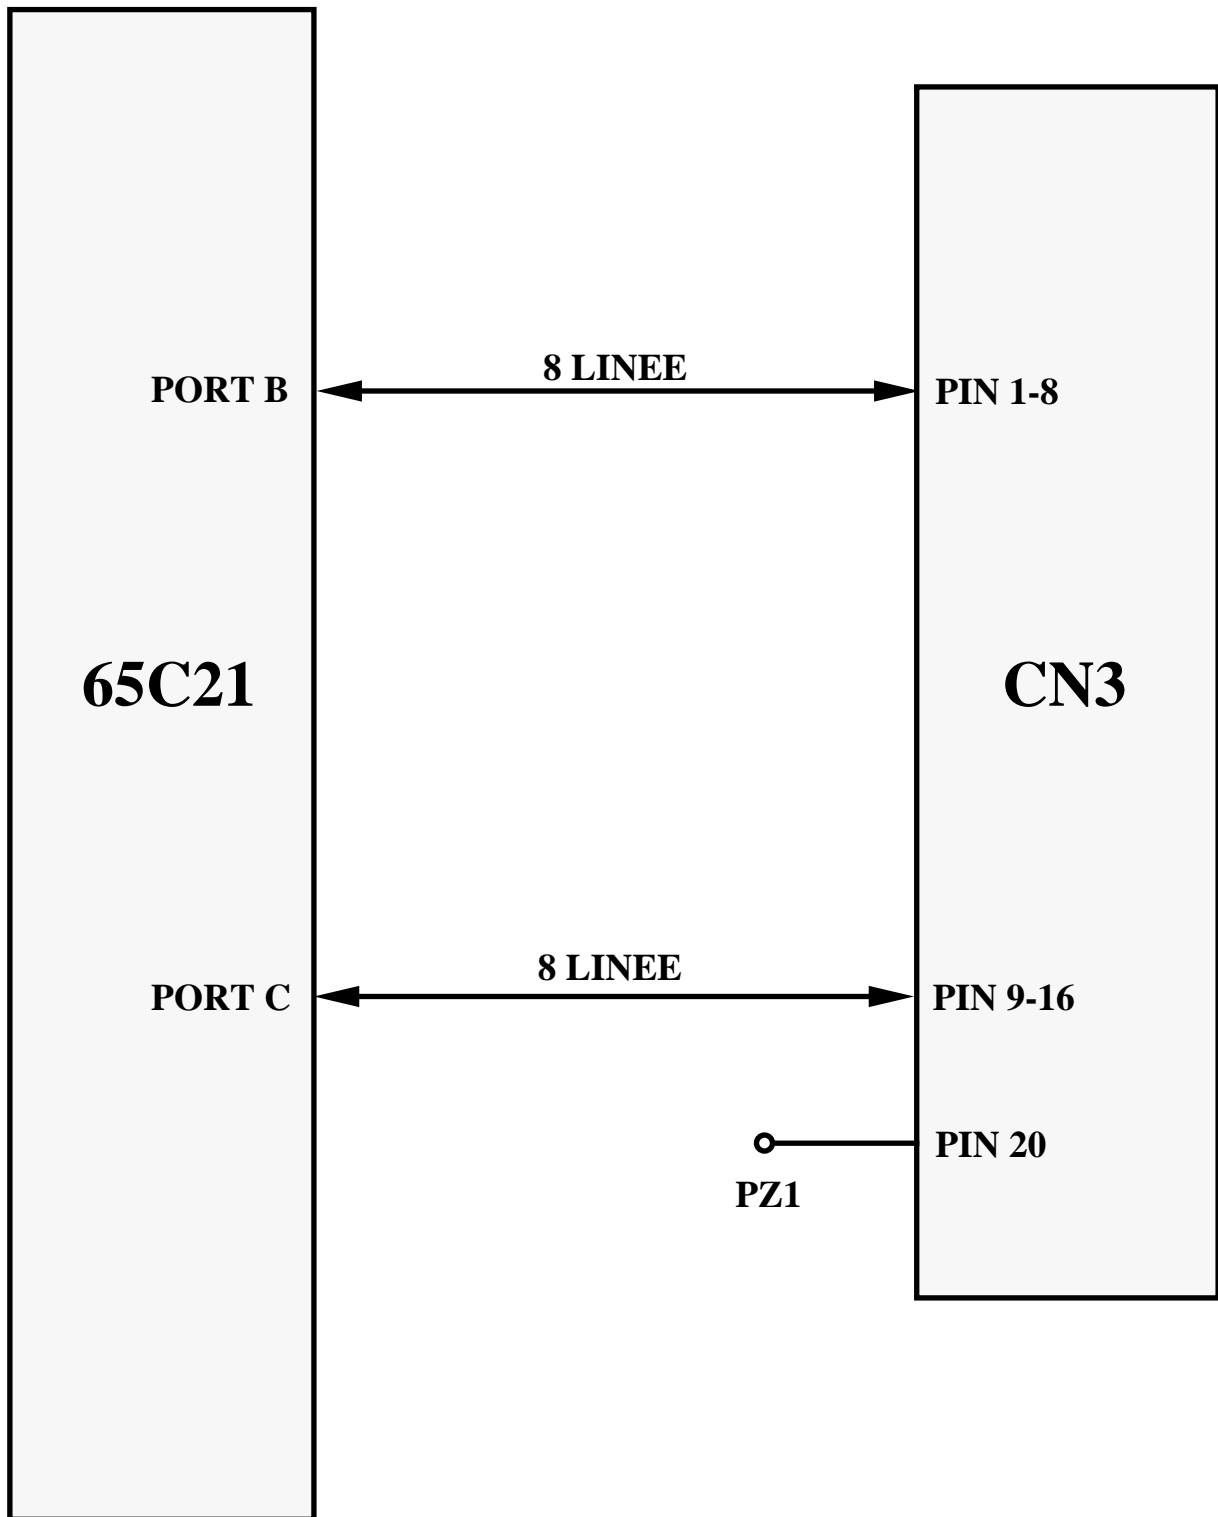 8 LINEE
PORT B
PIN 1-8
65C21
CN3
8 LINEE
PORT C
PIN 9-16
PIN 20
PZ1